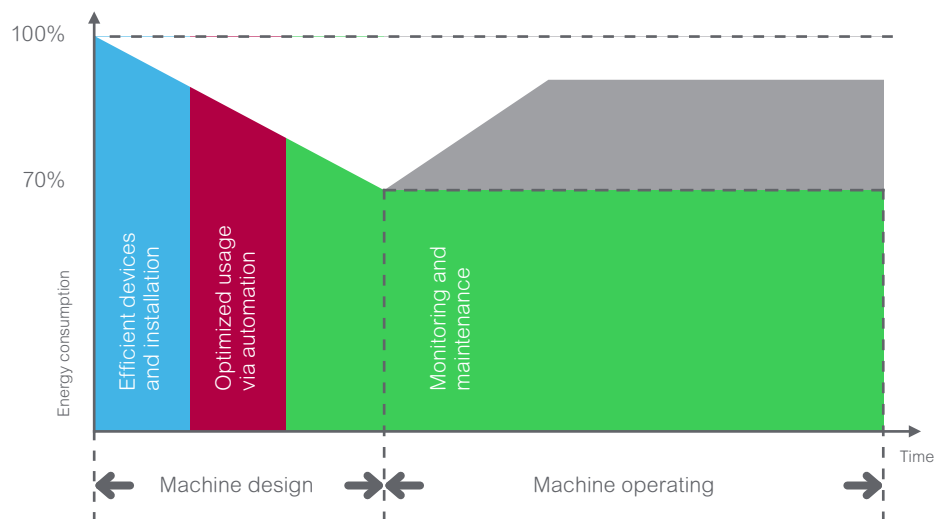 100%
70%
Energy consumption
Efficient devices
and installation
Optimized usage
via automation
Monitoring and
maintenance
Time
Machine design
Machine operating